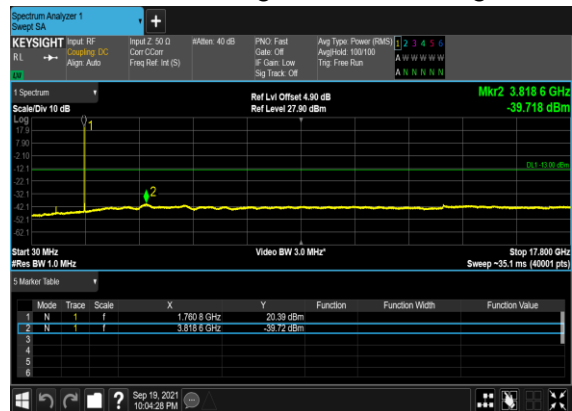 Spectrum Analyzer 1
Swept SA
+
KEYSIGHT Input: RF Input Z: 50 Ω #Atten: 40 dB PNO: Fast Avg Type: Power (RMS) 1 2 3 4 5 6
RL Coupling: DC Corr CCorr Gate: Off Avg|Hold: 100/100 A W W W W W
Align: Auto Freq Ref: Int (S) IF Gain: Low Trig: Free Run
Sig Track: Off A N N N N N
LXI
1 Spectrum Ref Lvl Offset 4.90 dB Mkr2 3.818 6 GHz
Scale/Div 10 dB Ref Level 27.90 dBm -39.718 dBm
Log
17.9 1
7.90
-2.10
-12.1 DL1 -13.00 dBm
-22.1
-32.1 2
-42.1
-52.1
-62.1
Start 30 MHz Video BW 3.0 MHz* Stop 17.800 GHz
#Res BW 1.0 MHz Sweep ~35.1 ms (40001 pts)
5 Marker Table
Mode Trace Scale X Y Function Function Width Function Value
1 N 1 f 1.760 8 GHz 20.39 dBm
2 N 1 f 3.818 6 GHz -39.72 dBm
3
4
5
6
? Sep 19, 2021
10:04:28 PM